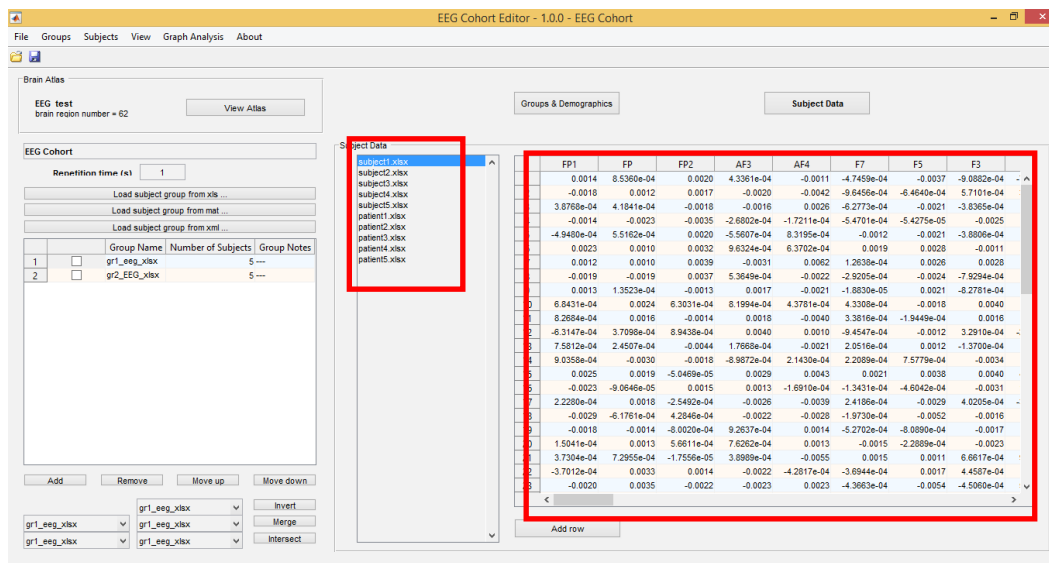 EEG Cohort Editor - 1.0.0 - EEG Cohort
File Groups Subjects View Graph Analysis About
Brain Atlas
EEG test
brain region number = 62
View Atlas
Groups & Demographics
Subject Data
EEG Cohort
Repetition time (s) 1
Load subject group from xls ...
Load subject group from mat ...
Load subject group from xml ...
Group Name Number of Subjects Group Notes
1 gr1_eeg_xlsx 5 ---
2 gr2_EEG_xlsx 5 ---
Add Remove Move up Move down
gr1_eeg_xlsx Invert
gr1_eeg_xlsx gr1_eeg_xlsx Merge
gr1_eeg_xlsx gr1_eeg_xlsx Intersect
Subject Data
subject1.xlsx
subject2.xlsx
subject3.xlsx
subject4.xlsx
subject5.xlsx
patient1.xlsx
patient2.xlsx
patient3.xlsx
patient4.xlsx
patient5.xlsx
FP1 FP FP2 AF3 AF4 F7 F5 F3
0.0014 8.5360e-04 0.0020 4.3361e-04 -0.0011 -4.7459e-04 -0.0037 -9.0882e-04
-0.0018 0.0012 0.0017 -0.0020 -0.0042 -9.6456e-04 -6.4640e-04 5.7101e-04
3.8768e-04 4.1841e-04 -0.0018 -0.0016 0.0026 -6.2773e-04 -0.0021 -3.8365e-04
-0.0014 -0.0023 -0.0035 -2.6802e-04 -1.7211e-04 -5.4701e-04 -5.4275e-05 -0.0025
-4.9480e-04 5.5162e-04 0.0020 -5.5607e-04 8.3195e-04 -0.0012 -0.0021 -3.8806e-04
0.0023 0.0010 0.0032 9.6324e-04 6.3702e-04 0.0019 0.0028 -0.0011
0.0012 0.0010 0.0039 -0.0031 0.0062 1.2638e-04 0.0026 0.0028
-0.0019 -0.0019 0.0037 5.3649e-04 -0.0022 -2.9205e-04 -0.0024 -7.9294e-04
0.0013 1.3523e-04 -0.0013 0.0017 -0.0021 -1.8830e-05 0.0021 -8.2781e-04
6.8431e-04 0.0024 6.3031e-04 8.1994e-04 4.3781e-04 4.3308e-04 -0.0018 0.0040
8.2684e-04 0.0016 -0.0014 0.0018 -0.0040 3.3816e-04 -1.9449e-04 0.0016
-6.3147e-04 3.7098e-04 8.9438e-04 0.0040 0.0010 -9.4547e-04 -0.0012 3.2910e-04
7.5812e-04 2.4507e-04 -0.0044 1.7668e-04 -0.0021 2.0516e-04 0.0012 -1.3700e-04
9.0358e-04 -0.0030 -0.0018 -8.9872e-04 2.1430e-04 2.2089e-04 7.5779e-04 -0.0034
0.0025 0.0019 -5.0469e-05 0.0029 0.0043 0.0021 0.0038 0.0040
-0.0023 -9.0646e-05 0.0015 0.0013 -1.6910e-04 -1.3431e-04 -4.6042e-04 -0.0031
2.2280e-04 0.0018 -2.5492e-04 -0.0026 -0.0039 2.4186e-04 -0.0029 4.0205e-04
-0.0029 -6.1761e-04 4.2846e-04 -0.0022 -0.0028 -1.9730e-04 -0.0052 -0.0016
-0.0018 -0.0014 -8.0020e-04 9.2637e-04 0.0014 -5.2702e-04 -8.0890e-04 -0.0017
1.5041e-04 0.0013 5.6611e-04 7.6262e-04 0.0013 -0.0015 -2.2889e-04 -0.0023
3.7304e-04 7.2955e-04 -1.7556e-05 3.8989e-04 -0.0055 0.0015 0.0011 6.6617e-04
-3.7012e-04 0.0033 0.0014 -0.0022 -4.2817e-04 -3.6944e-04 0.0017 4.4587e-04
-0.0020 0.0035 -0.0022 -0.0023 0.0023 -4.3663e-04 -0.0054 -4.5060e-04
Add row